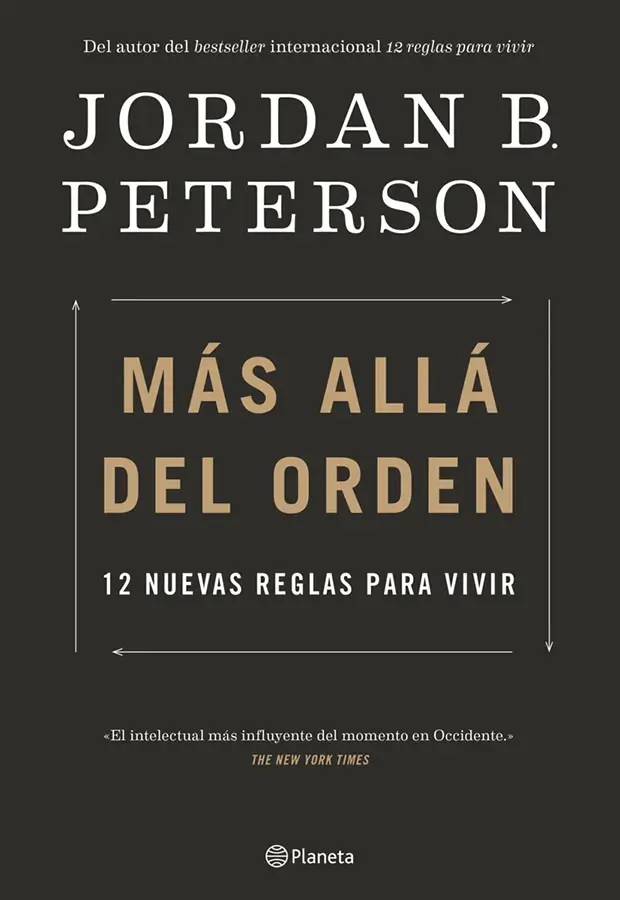 Del autor del bestseller internacional 12 reglas para vivir
JORDAN B.
PETERSON
MÁS ALLÁ
DEL ORDEN
12 NUEVAS REGLAS PARA VIVIR
«El intelectual más influyente del momento en Occidente.»
THE NEW YORK TIMES
Planeta